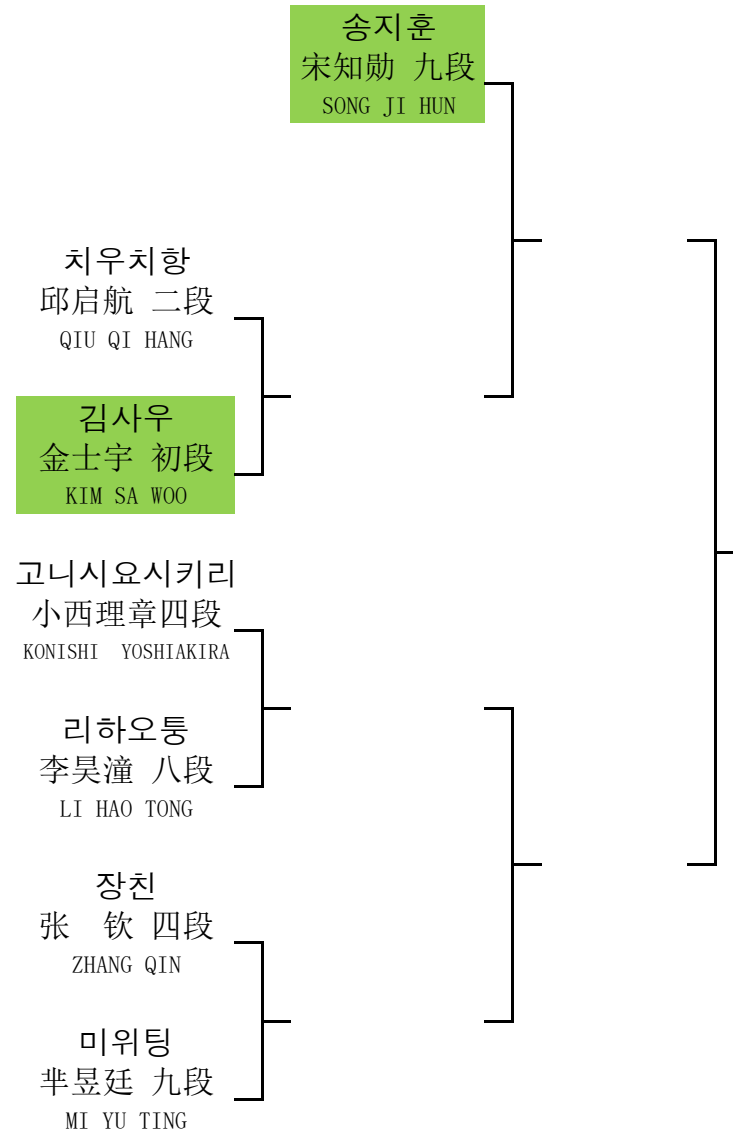 송지훈
宋知勋 九段
SONG JI HUN
치우치항
邱启航 二段
QIU QI HANG
김사우
金士宇 初段
KIM SA WOO
고니시요시키리
小西理章四段
KONISHI YOSHIAKIRA
리하오퉁
李昊潼 八段
LI HAO TONG
장친
张 钦 四段
ZHANG QIN
미위팅
芈昱廷 九段
MI YU TING